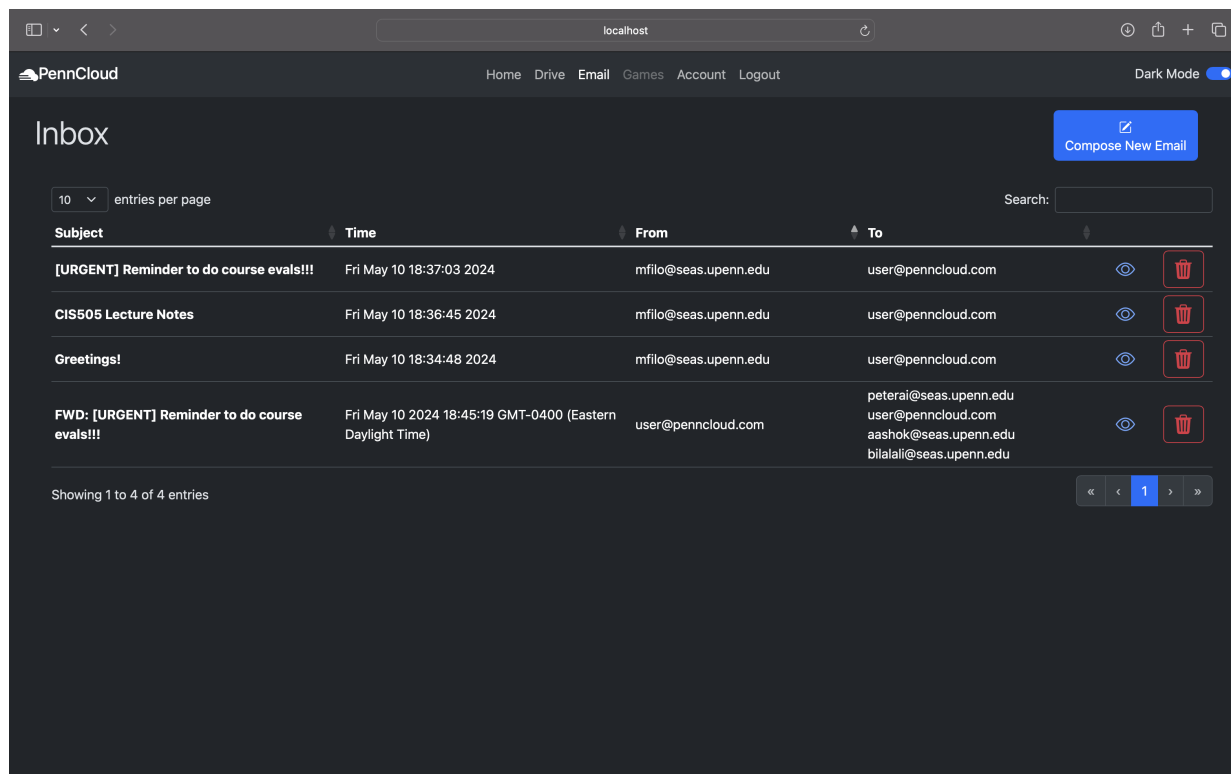 localhost
PennCloud Home Drive Email Games Account Logout Dark Mode
Inbox
Compose New Email
10 entries per page Search:
Subject Time From To
[URGENT] Reminder to do course evals!!! Fri May 10 18:37:03 2024 mfilo@seas.upenn.edu user@penncloud.com
CIS505 Lecture Notes Fri May 10 18:36:45 2024 mfilo@seas.upenn.edu user@penncloud.com
Greetings! Fri May 10 18:34:48 2024 mfilo@seas.upenn.edu user@penncloud.com
FWD: [URGENT] Reminder to do course
evals!!!
Fri May 10 2024 18:45:19 GMT-0400 (Eastern
Daylight Time)
user@penncloud.com
peterai@seas.upenn.edu
user@penncloud.com
aashok@seas.upenn.edu
bilalali@seas.upenn.edu
Showing 1 to 4 of 4 entries « ‹ 1 › »